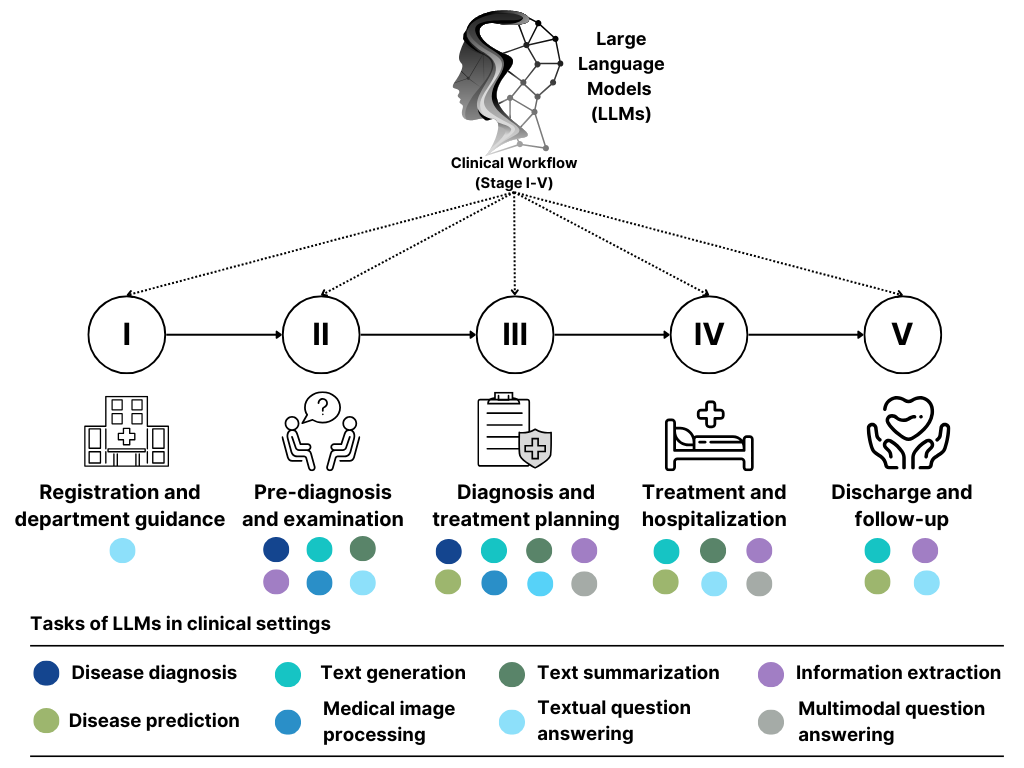 Large
Language
Models
(LLMs)
Clinical Workflow
(Stage I-V)
I
II
III
IV
V
?
Registration and
department guidance
Pre-diagnosis
and examination
Diagnosis and
treatment planning
Treatment and
hospitalization
Discharge and
follow-up
Tasks of LLMs in clinical settings
Disease diagnosis
Text generation
Text summarization
Information extraction
Disease prediction
Medical image
processing
Textual question
answering
Multimodal question
answering